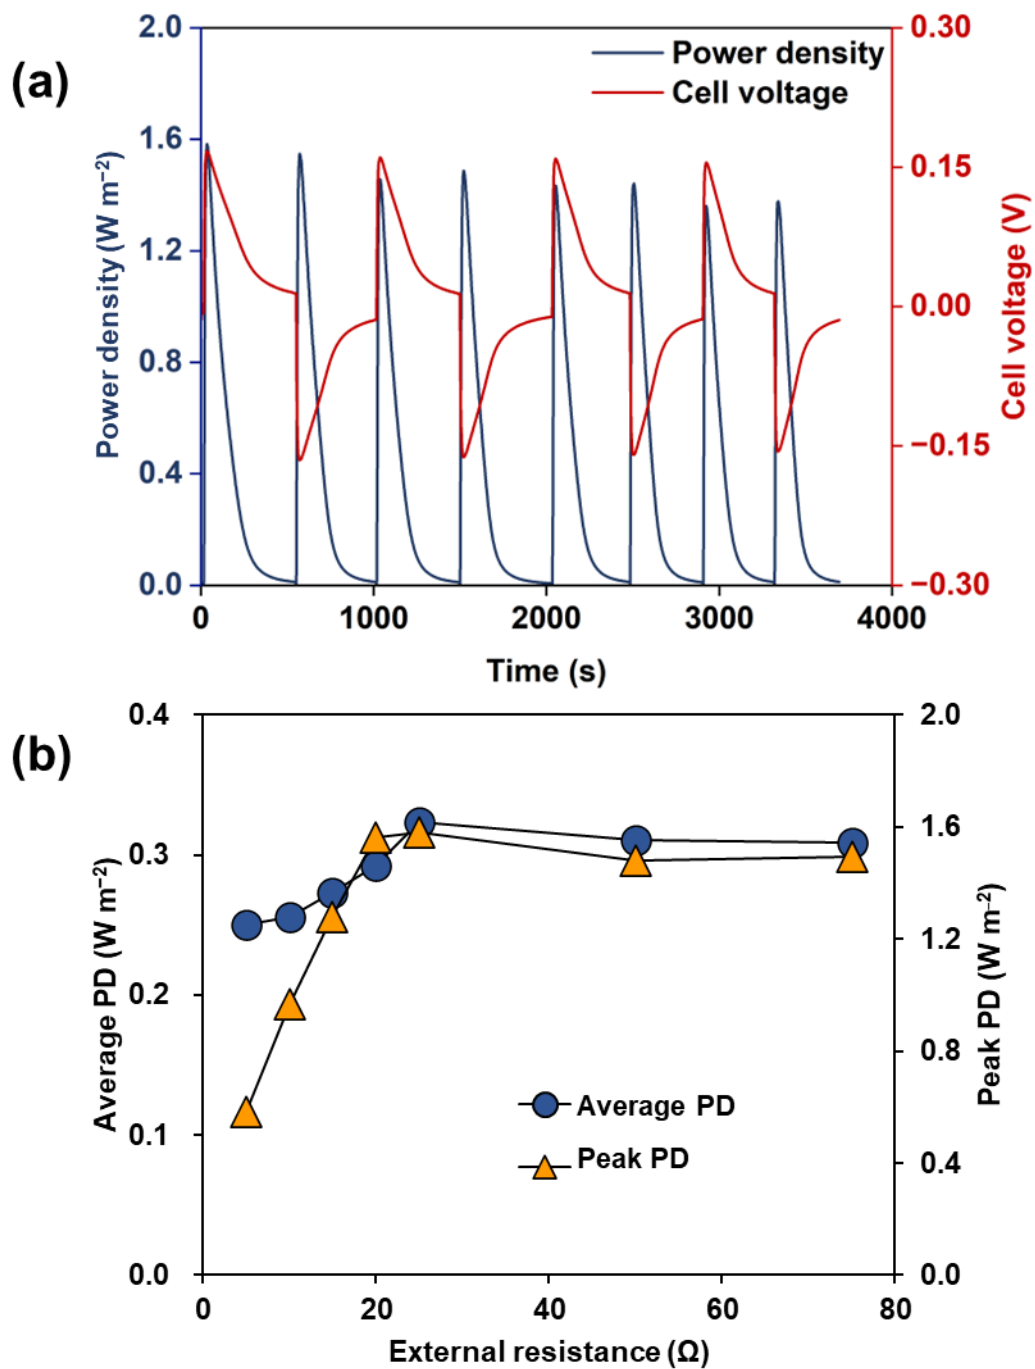 (a)
2.0
1.6
1.2
0.8
0.4
0.0
Power density (W m⁻²)
0.30
0.15
0.00
−0.15
−0.30
Cell voltage (V)
Power density
Cell voltage
0 1000 2000 3000 4000
Time (s)
(b)
0.4
0.3
0.2
0.1
0.0
Average PD (W m⁻²)
2.0
1.6
1.2
0.8
0.4
0.0
Peak PD (W m⁻²)
Average PD
Peak PD
0 20 40 60 80
External resistance (Ω)